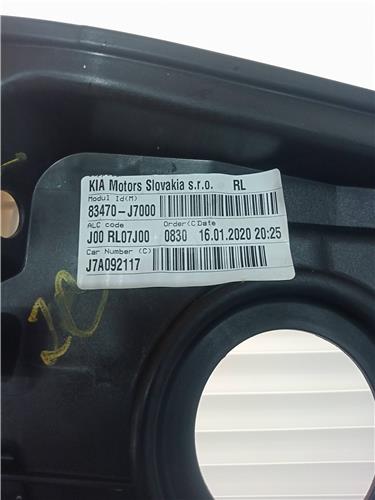 KIA Motors Slovakia s.r.o. RL
Modul Id(M)
83470-J7000
ALC code Order(C)Date
J00 RL07J00 0830 16.01.2020 20:25
Car Number (C)
J7A092117